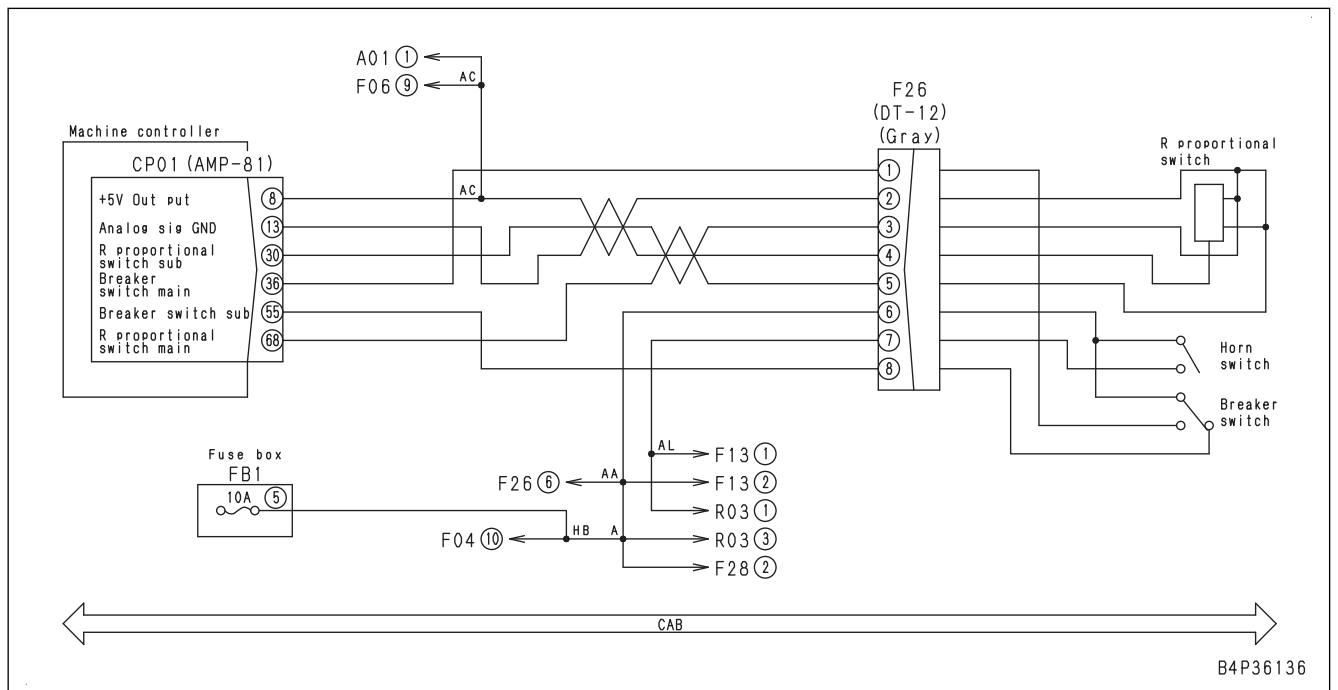 A01 ①
F06 ⑨
AC
F26
(DT-12)
(Gray)
Machine controller
CP01 (AMP-81)
R proportional
switch
+5V Out put
⑧
AC
Analog sig GND
⑬
R proportional
switch sub
㉚
Breaker
switch main
㊱
Breaker switch sub
55
R proportional
switch main
68
①
②
③
④
⑤
⑥
⑦
⑧
Horn
switch
Breaker
switch
Fuse box
FB1
10A ⑤
AL
F13 ①
F26 ⑥
AA
F13 ②
R03 ①
F04 ⑩
HB
A
R03 ③
F28 ②
CAB
B4P36136